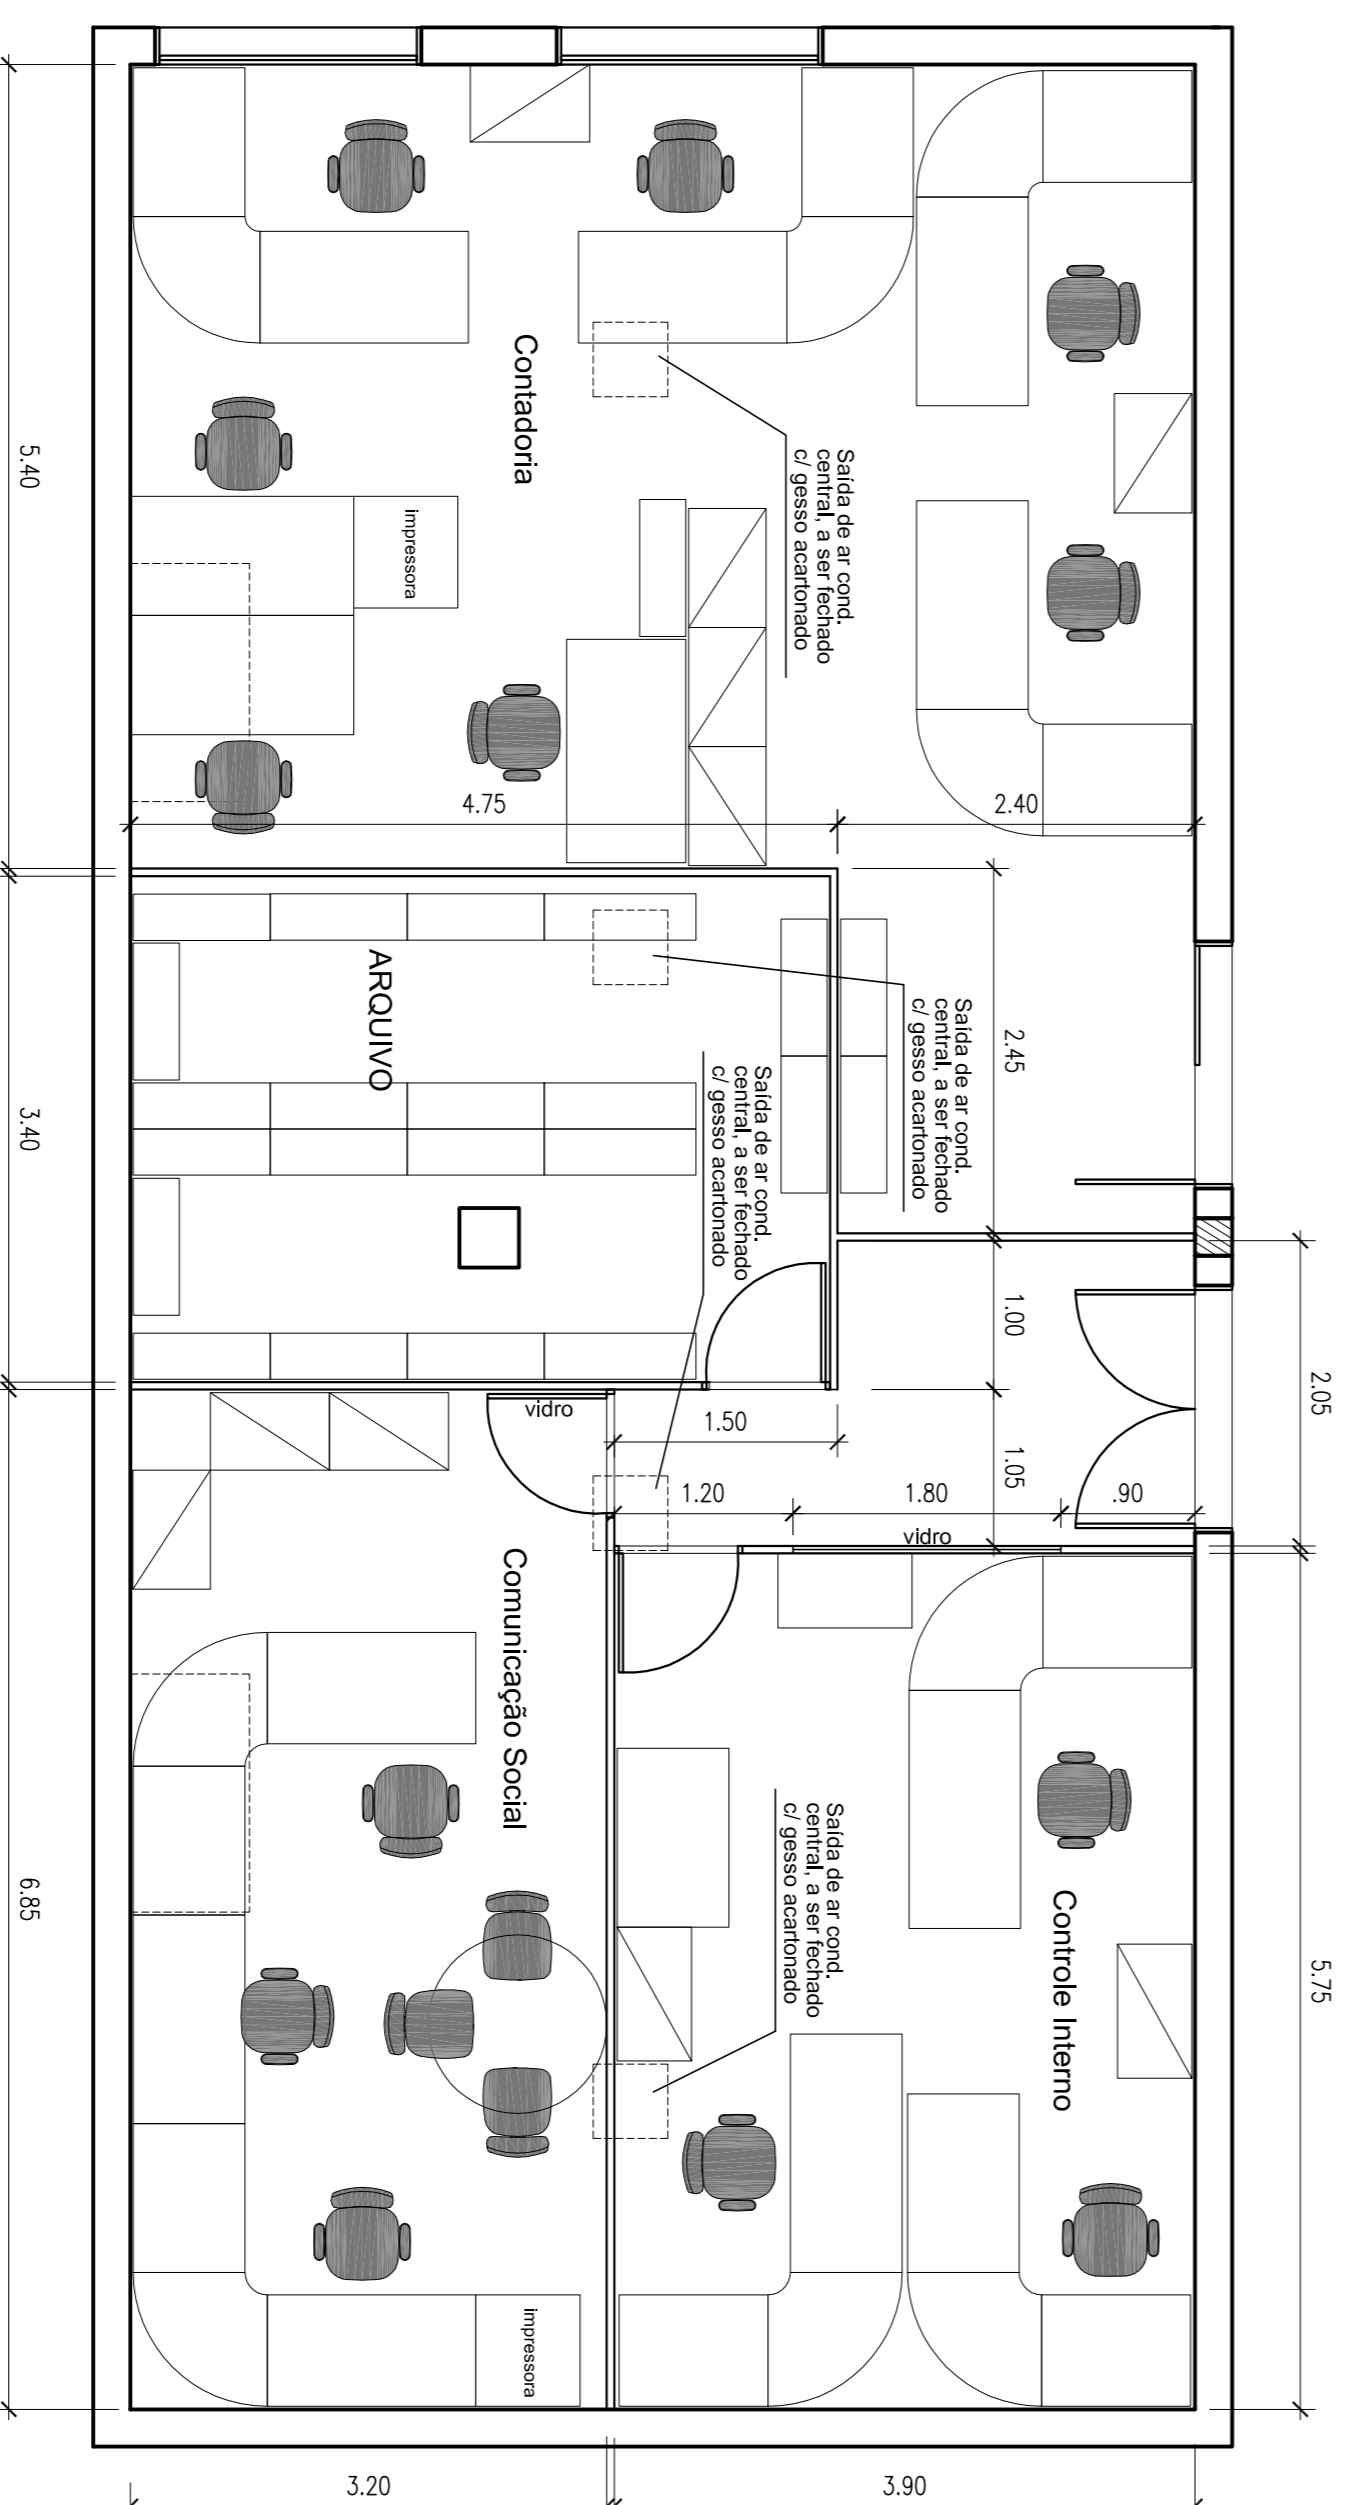 Contadoria
Saída de ar cond.
central, a ser fechado
c/ gesso acartonado
impressora
5.40
4.75
2.40
ARQUIVO
Saída de ar cond.
central, a ser fechado
c/ gesso acartonado
Saída de ar cond.
central, a ser fechado
c/ gesso acartonado
2.45
3.40
1.00
2.05
vidro
1.50
1.05
1.20
1.80
.90
vidro
Comunicação Social
Saída de ar cond.
central, a ser fechado
c/ gesso acartonado
Controle Interno
6.85
5.75
impressora
3.20
3.90